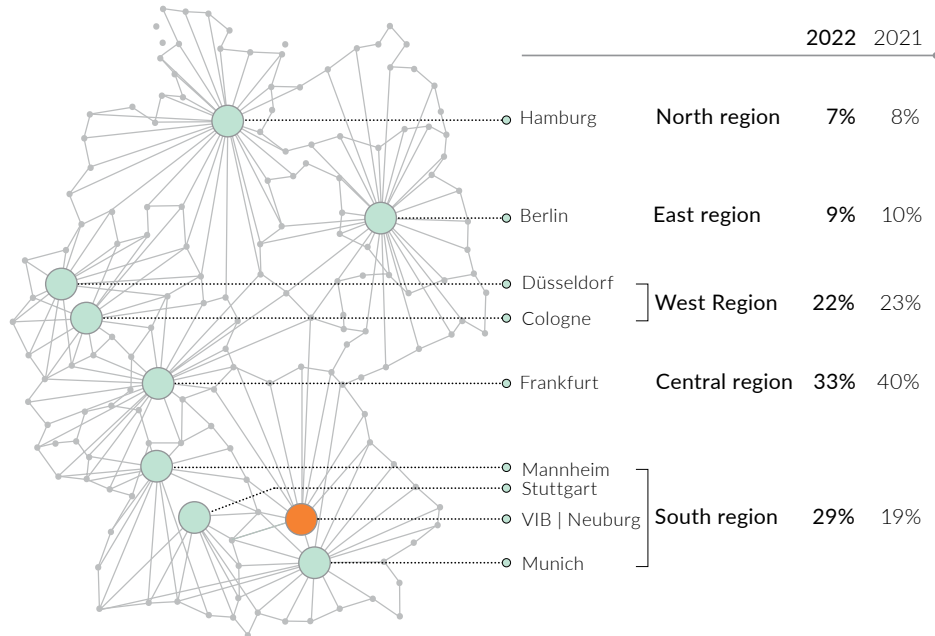 2022 2021
Hamburg North region 7% 8%
Berlin East region 9% 10%
Düsseldorf
West Region 22% 23%
Cologne
Frankfurt Central region 33% 40%
Mannheim
Stuttgart
VIB | Neuburg South region 29% 19%
Munich